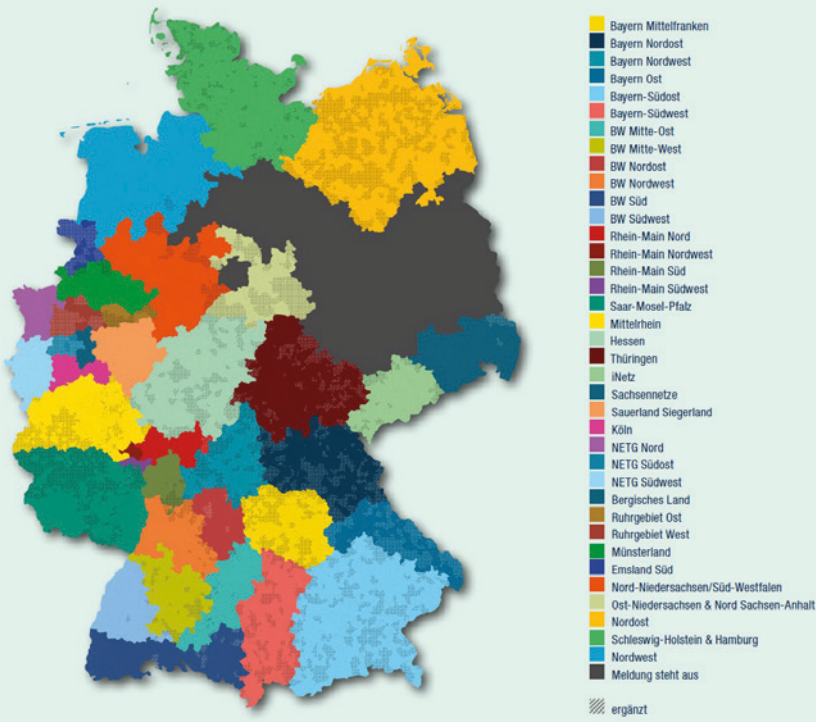 Bayern Mittelfranken
Bayern Nordost
Bayern Nordwest
Bayern Ost
Bayern-Südost
Bayern-Südwest
BW Mitte-Ost
BW Mitte-West
BW Nordost
BW Nordwest
BW Süd
BW Südwest
Rhein-Main Nord
Rhein-Main Nordwest
Rhein-Main Süd
Rhein-Main Südwest
Saar-Mosel-Pfalz
Mittelrhein
Hessen
Thüringen
iNetz
Sachsennetze
Sauerland Siegerland
Köln
NETG Nord
NETG Südost
NETG Südwest
Bergisches Land
Ruhrgebiet Ost
Ruhrgebiet West
Münsterland
Emsland Süd
Nord-Niedersachsen/Süd-Westfalen
Ost-Niedersachsen & Nord Sachsen-Anhalt
Nordost
Schleswig-Holstein & Hamburg
Nordwest
Meldung steht aus
ergänzt